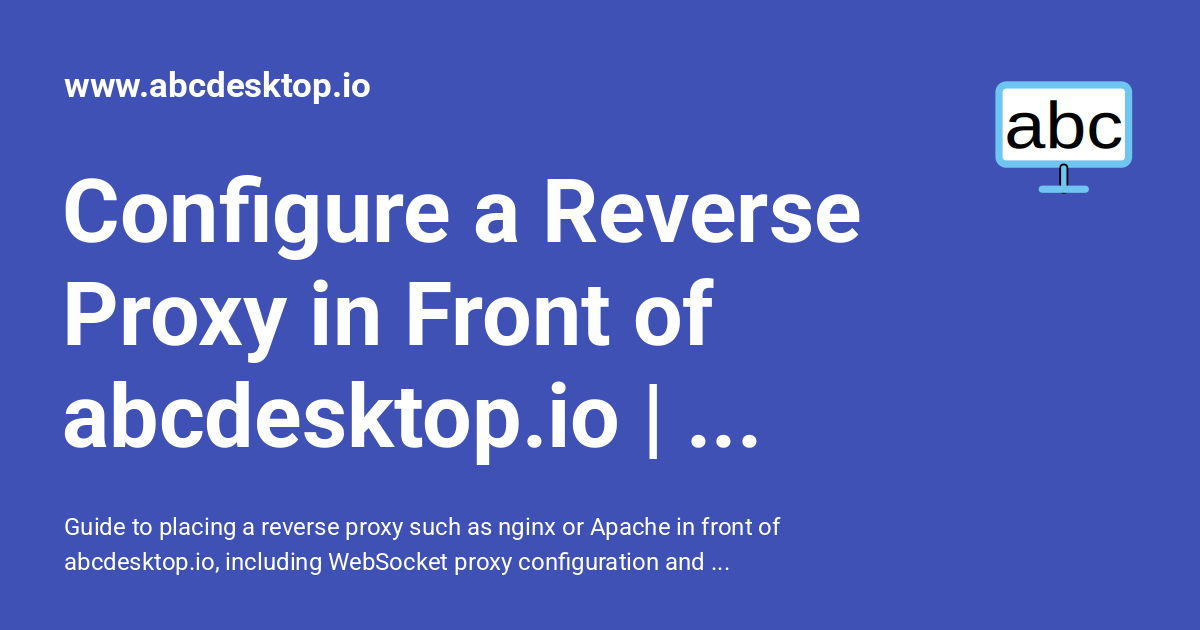 www.abcdesktop.io
abc
Configure a Reverse
Proxy in Front of
abcdesktop.io | ...
Guide to placing a reverse proxy such as nginx or Apache in front of
abcdesktop.io, including WebSocket proxy configuration and ...